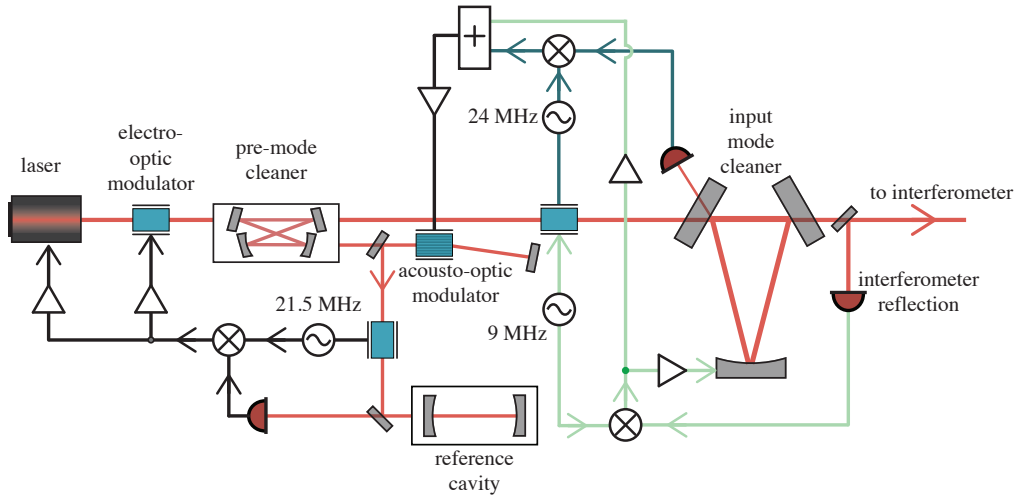 24 MHz
input
mode
cleaner
electro-
optic
modulator
pre-mode
cleaner
laser
to interferometer
acousto-optic
modulator
interferometer
reflection
21.5 MHz
9 MHz
reference
cavity